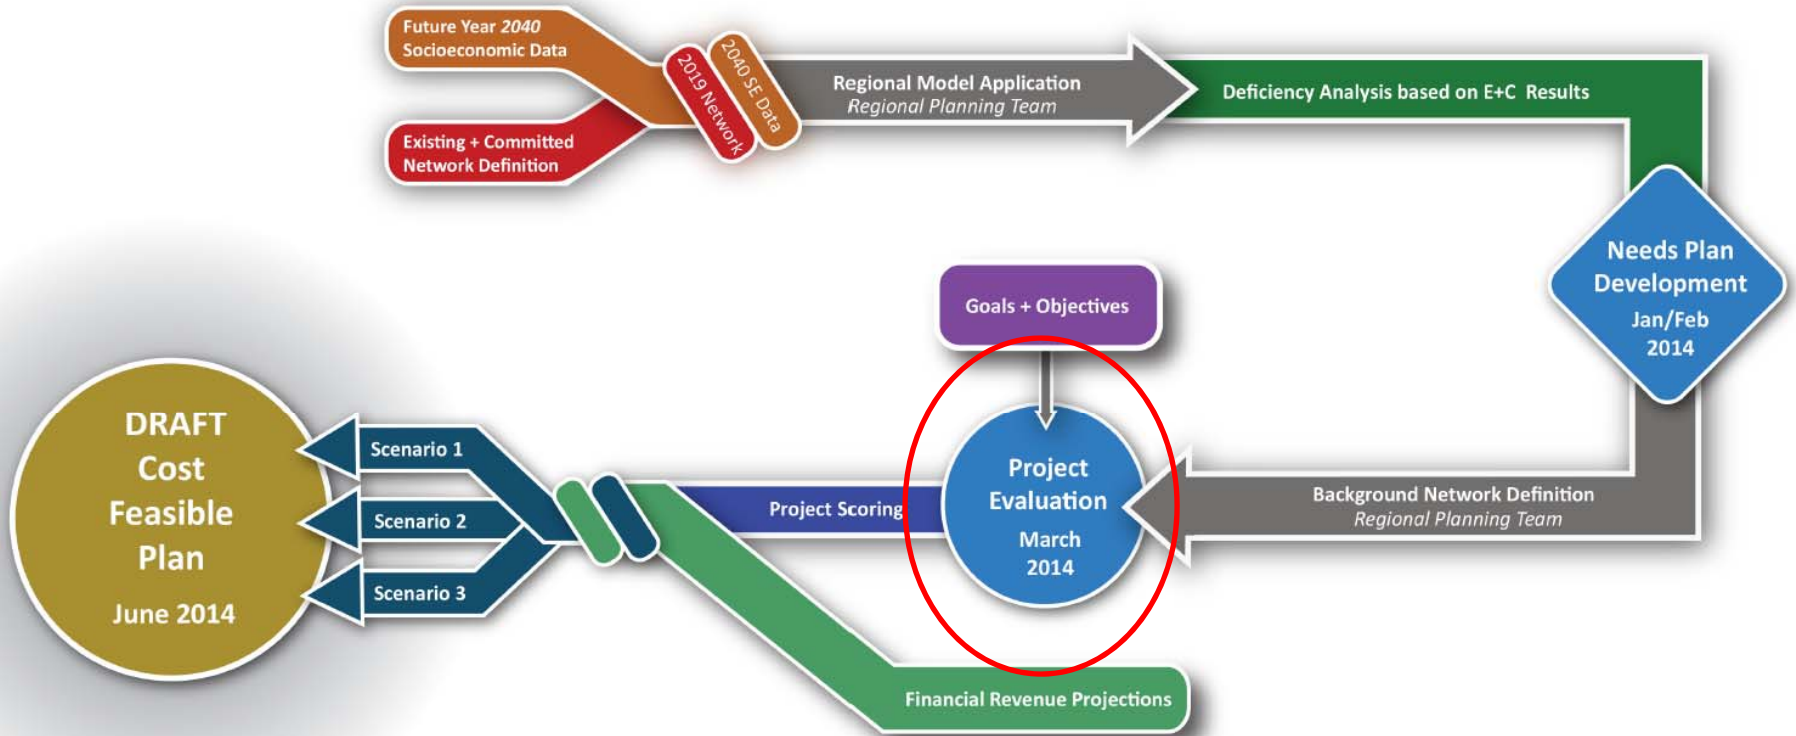 Future Year 2040
Socioeconomic Data
Existing + Committed
Network Definition
2019 Network
2040 SE Data
Regional Model Application
Regional Planning Team
Deficiency Analysis based on E+C Results
Needs Plan
Development
Jan/Feb
2014
Background Network Definition
Regional Planning Team
Goals + Objectives
Project
Evaluation
March
2014
Project Scoring
Financial Revenue Projections
Scenario 1
Scenario 2
Scenario 3
DRAFT
Cost
Feasible
Plan
June 2014